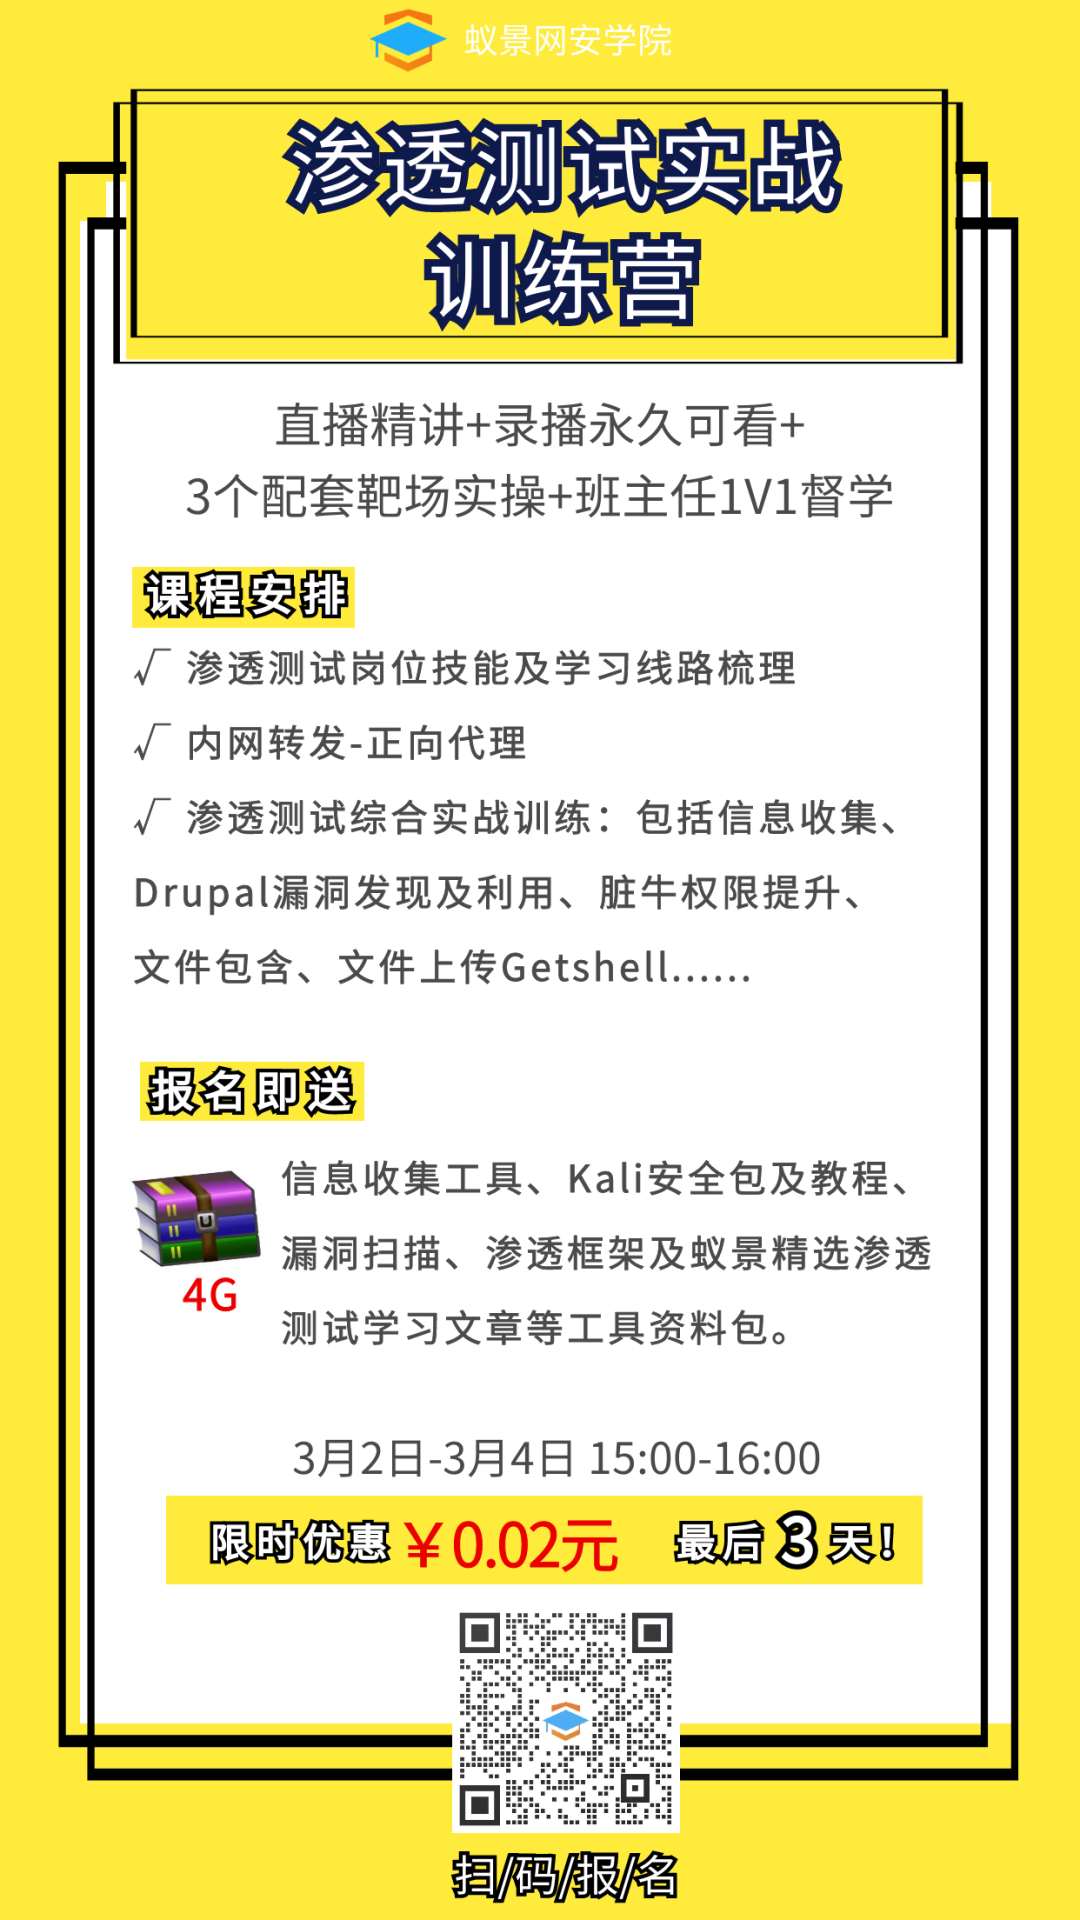 蚁景网安学院
渗透测试实战
训练营
直播精讲+录播永久可看+
3个配套靶场实操+班主任1V1督学
课程安排
√ 渗透测试岗位技能及学习线路梳理
√ 内网转发-正向代理
√ 渗透测试综合实战训练：包括信息收集、
Drupal漏洞发现及利用、脏牛权限提升、
文件包含、文件上传Getshell......
报名即送
信息收集工具、Kali安全包及教程、
漏洞扫描、渗透框架及蚁景精选渗透
4G
测试学习文章等工具资料包。
3月2日-3月4日 15:00-16:00
限时优惠￥0.02元 最后3天！
扫/码/报/名